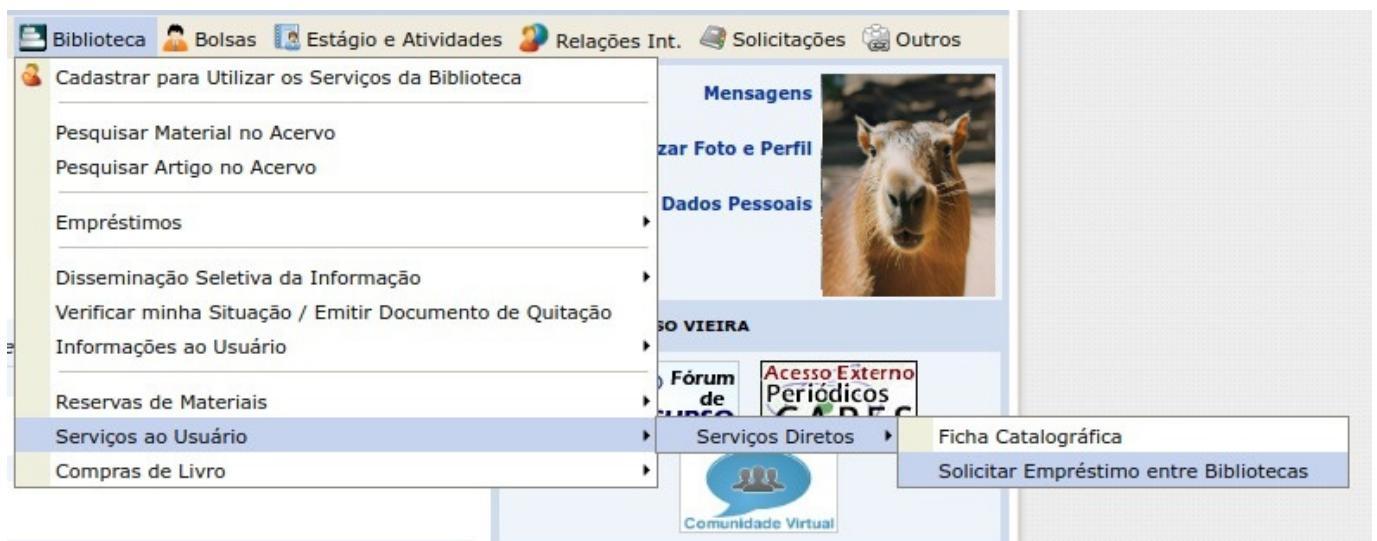 Biblioteca Bolsas Estágio e Atividades Relações Int. Solicitações Outros
Cadastrar para Utilizar os Serviços da Biblioteca
Pesquisar Material no Acervo
Pesquisar Artigo no Acervo
Empréstimos
Disseminação Seletiva da Informação
Verificar minha Situação / Emitir Documento de Quitação
Informações ao Usuário
Reservas de Materiais
Serviços ao Usuário
Compras de Livro
Serviços Diretos
Ficha Catalográfica
Solicitar Empréstimo entre Bibliotecas
Mensagens
zar Foto e Perfil
Dados Pessoais
SO VIEIRA
Fórum
de
Acesso Externo
Periódicos
Comunidade Virtual